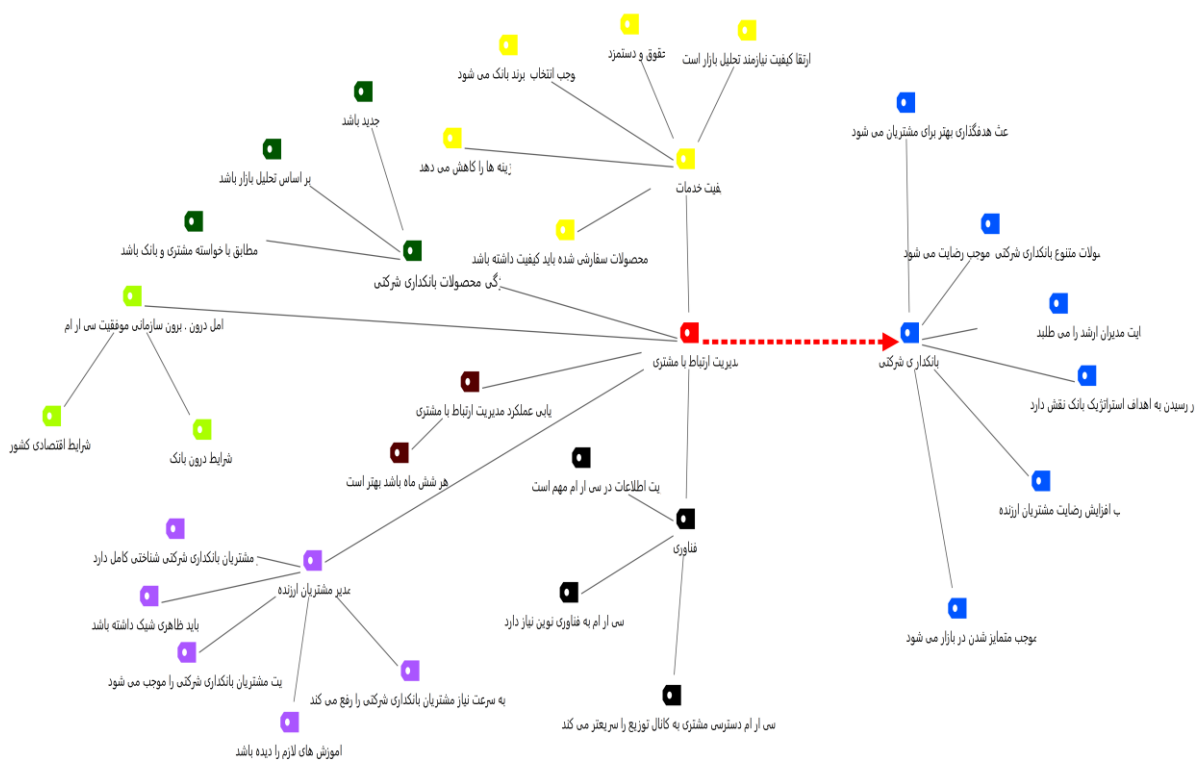 ارتقا کیفیت نیازمند تحلیل بازار است
حقوق و دستمزد
وجب انتخاب برند بانک می شود
جدید باشد
عث هدفگذاری بهتر برای مشتریان می شود
زینه ها را کاهش می دهد
بر اساس تحلیل بازار باشد
فیت خدمات
مطابق با خواسته مشتری و بانک باشد
محصولات سفارشی شده باید کیفیت داشته باشد
ولات متنوع بانکداری شرکتی موجب رضایت می شود
گی محصولات بانکداری شرکتی
امل درون . برون سازمانی موفقیت سی ار ام
ایت مدیران ارشد را می طلبد
مدیریت ارتباط با مشتری
بانکداری شرکتی
ر رسیدن به اهداف استراتژیک بانک نقش دارد
یابی عملکرد مدیریت ارتباط با مشتری
شرایط اقتصادی کشور
شرایط درون بانک
هر شش ماه باشد بهتر است
یت اطلاعات در سی ار ام مهم است
ب افزایش رضایت مشتریان ارزنده
فناوری
مشتریان بانکداری شرکتی شناختی کامل دارد
مدیر مشتریان ارزنده
باید ظاهری شیک داشته باشد
سی ار ام به فناوری نوین نیاز دارد
موجب متمایز شدن در بازار می شود
یت مشتریان بانکداری شرکتی را موجب می شود
به سرعت نیاز مشتریان بانکداری شرکتی را رفع می کند
سی ار ام دسترسی مشتری به کانال توزیع را سریعتر می کند
اموزش های لازم را دیده باشد